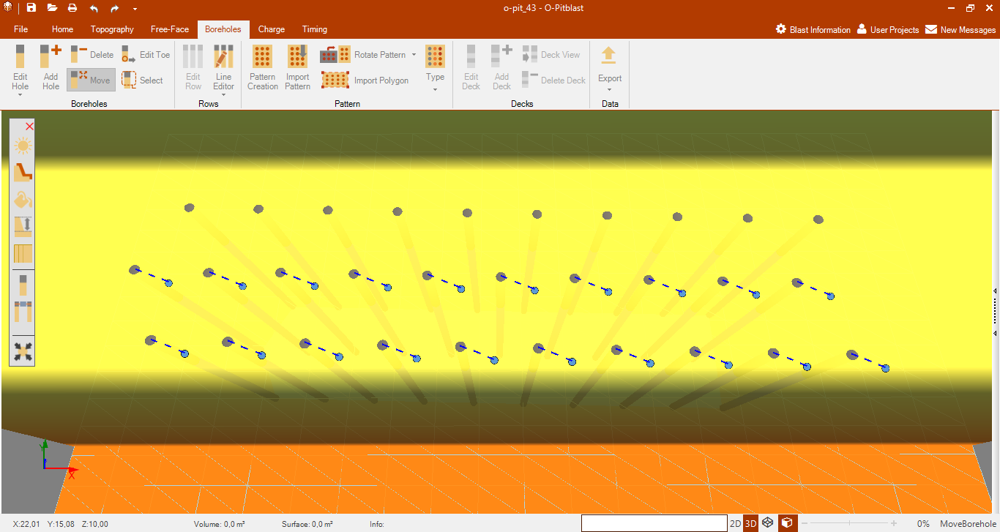 o-pit_43 - O-Pitblast
File Home Topography Free-Face Boreholes Charge Timing Blast Information User Projects New Messages
Edit Hole
Add Hole
Delete
Move
Edit Toe
Select
Boreholes
Edit Row
Line Editor
Rows
Pattern Creation
Import Pattern
Rotate Pattern
Import Polygon
Type
Pattern
Edit Deck
Add Deck
Deck View
Delete Deck
Decks
Export
Data
Y
X
X:22,01 Y:15,08 Z:10,00 Volume: 0,0 m³ Surface: 0,0 m² Info: 2D 3D 0% MoveBorehole